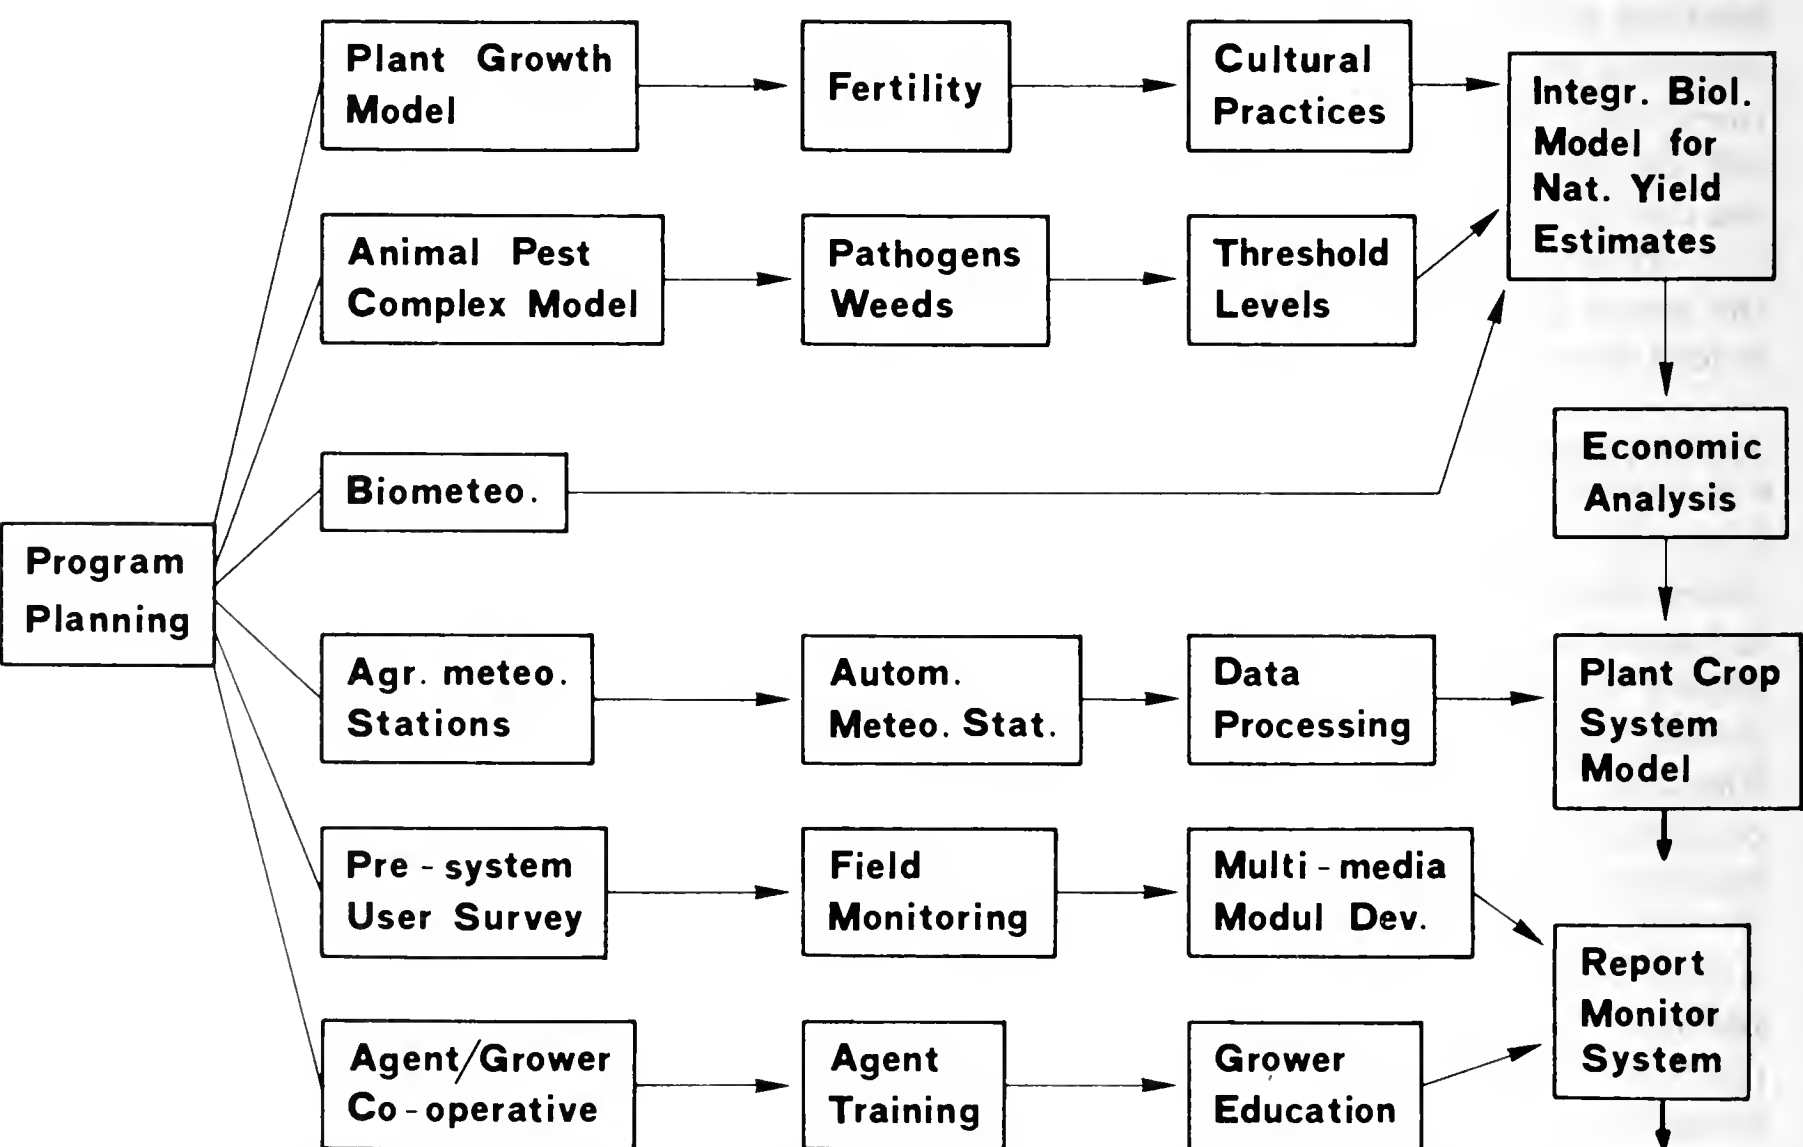 Plant Growth
Model
Fertility
Cultural
Practices
Integr. Biol.
Model for
Nat. Yield
Estimates
Animal Pest
Complex Model
Pathogens
Weeds
Threshold
Levels
Biometeo.
Economic
Analysis
Program
Planning
Agr. meteo.
Stations
Autom.
Meteo. Stat.
Data
Processing
Plant Crop
System
Model
Pre - system
User Survey
Field
Monitoring
Multi - media
Modul Dev.
Report
Monitor
System
Agent/Grower
Co - operative
Agent
Training
Grower
Education